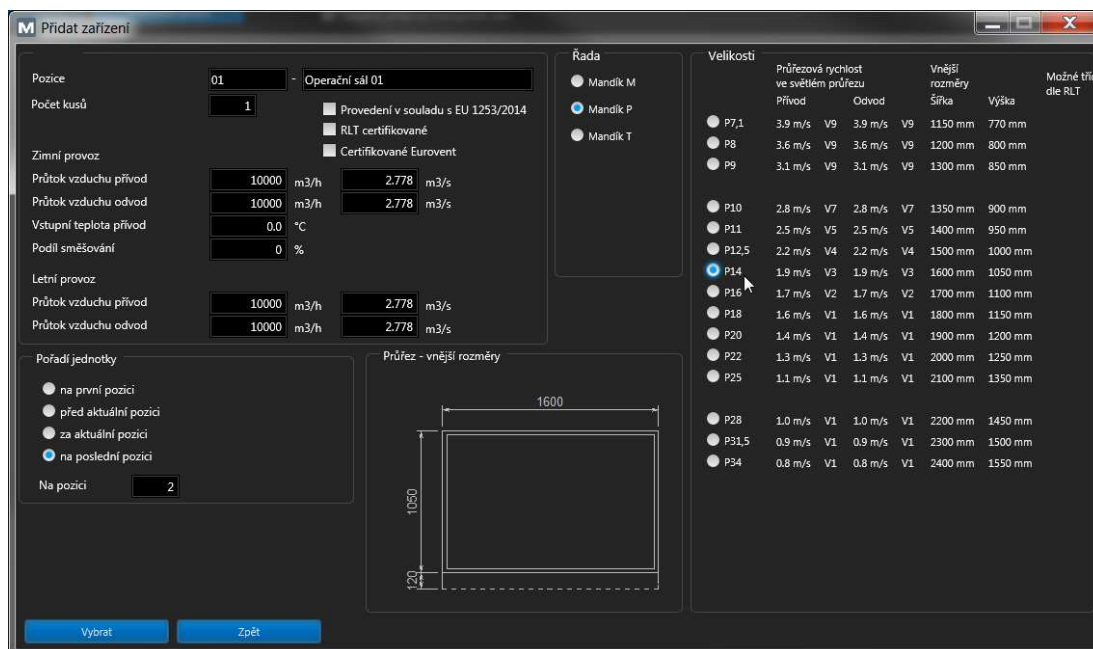 M Přidat zařízení
Pozice 01 - Operační sál 01
Počet kusů 1
Provedení v souladu s EU 1253/2014
RLT certifikované
Certifikované Eurovent
Zimní provoz
Průtok vzduchu přívod 10000 m3/h 2.778 m3/s
Průtok vzduchu odvod 10000 m3/h 2.778 m3/s
Vstupní teplota přívod 0.0 °C
Podíl směšování 0 %
Letní provoz
Průtok vzduchu přívod 10000 m3/h 2.778 m3/s
Průtok vzduchu odvod 10000 m3/h 2.778 m3/s
Řada
Mandík M
Mandík P
Mandík T
Velikosti
Průřezová rychlost
ve světlém průřezu
Vnější
rozměry
Možné tříd
dle RLT
Přívod Odvod Šířka Výška
P7,1 3.9 m/s V9 3.9 m/s V9 1150 mm 770 mm
P8 3.6 m/s V9 3.6 m/s V9 1200 mm 800 mm
P9 3.1 m/s V9 3.1 m/s V9 1300 mm 850 mm
P10 2.8 m/s V7 2.8 m/s V7 1350 mm 900 mm
P11 2.5 m/s V5 2.5 m/s V5 1400 mm 950 mm
P12,5 2.2 m/s V4 2.2 m/s V4 1500 mm 1000 mm
P14 1.9 m/s V3 1.9 m/s V3 1600 mm 1050 mm
P16 1.7 m/s V2 1.7 m/s V2 1700 mm 1100 mm
P18 1.6 m/s V1 1.6 m/s V1 1800 mm 1150 mm
P20 1.4 m/s V1 1.4 m/s V1 1900 mm 1200 mm
P22 1.3 m/s V1 1.3 m/s V1 2000 mm 1250 mm
P25 1.1 m/s V1 1.1 m/s V1 2100 mm 1350 mm
P28 1.0 m/s V1 1.0 m/s V1 2200 mm 1450 mm
P31,5 0.9 m/s V1 0.9 m/s V1 2300 mm 1500 mm
P34 0.8 m/s V1 0.8 m/s V1 2400 mm 1550 mm
Pořadí jednotky
na první pozici
před aktuální pozici
za aktuální pozici
na poslední pozici
Na pozici 2
Průřez - vnější rozměry
1600
1050
120
Vybrat Zpět